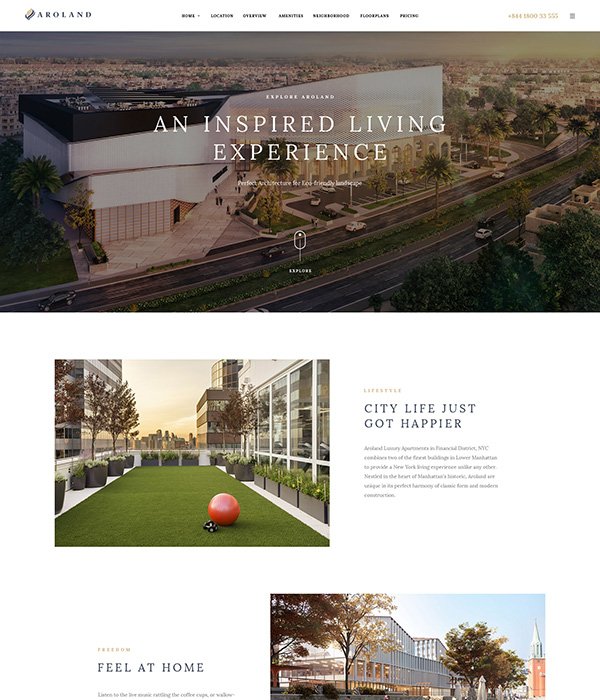 AROLAND
HOME LOCATION OVERVIEW AMENITIES NEIGHBORHOOD FLOORPLANS PRICING
+844 1800 33 555
EXPLORE AROLAND
AN INSPIRED LIVING
EXPERIENCE
Perfect Architecture for Eco-friendly landscape
EXPLORE
LIFESTYLE
CITY LIFE JUST
GOT HAPPIER
Aroland Luxury Apartments in Financial District, NYC
combines two of the finest buildings in Lower Manhattan
to provide a New York living experience unlike any other.
Nestled in the heart of Manhattan's historic, Aroland are
unique in its perfect harmony of classic form and modern
construction.
FREEDOM
FEEL AT HOME
Listen to the live music rattling the coffee cups, or wallow-